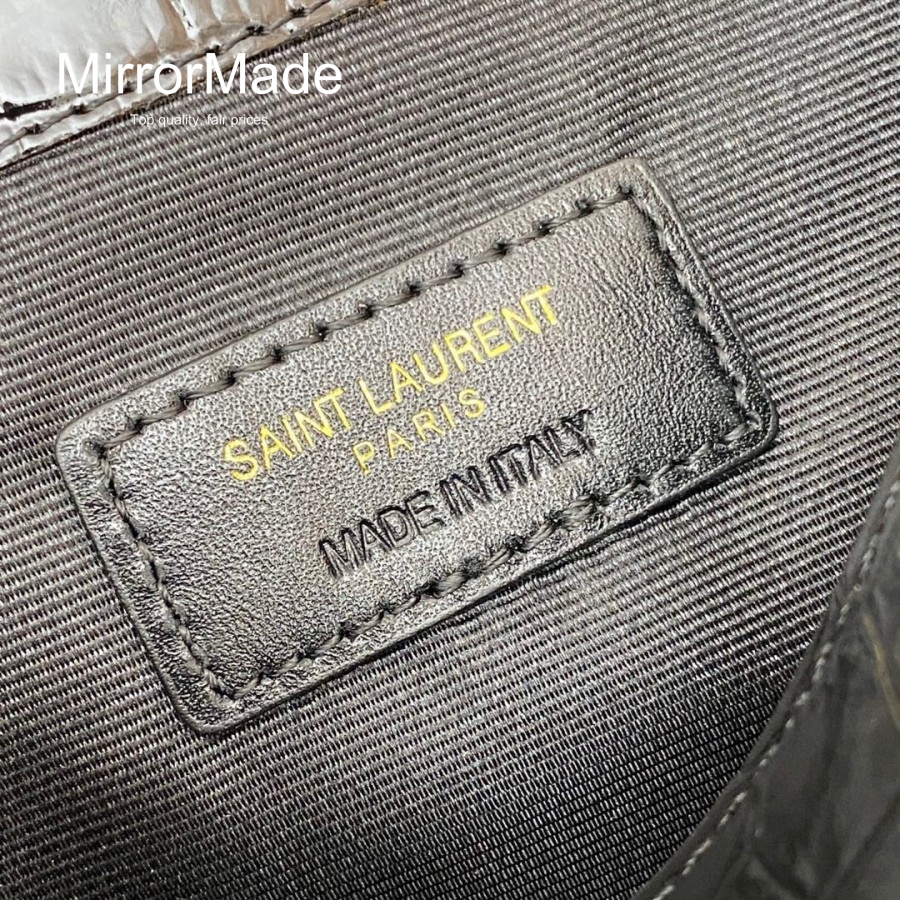 MirrorMade
Top quality, fair prices
SAINT LAURENT
PARIS
MADE IN ITALY